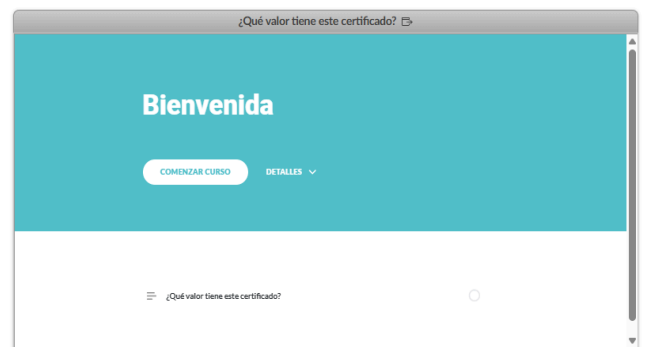 ¿Qué valor tiene este certificado?
Bienvenida
COMENZAR CURSO DETALLES
¿Qué valor tiene este certificado?